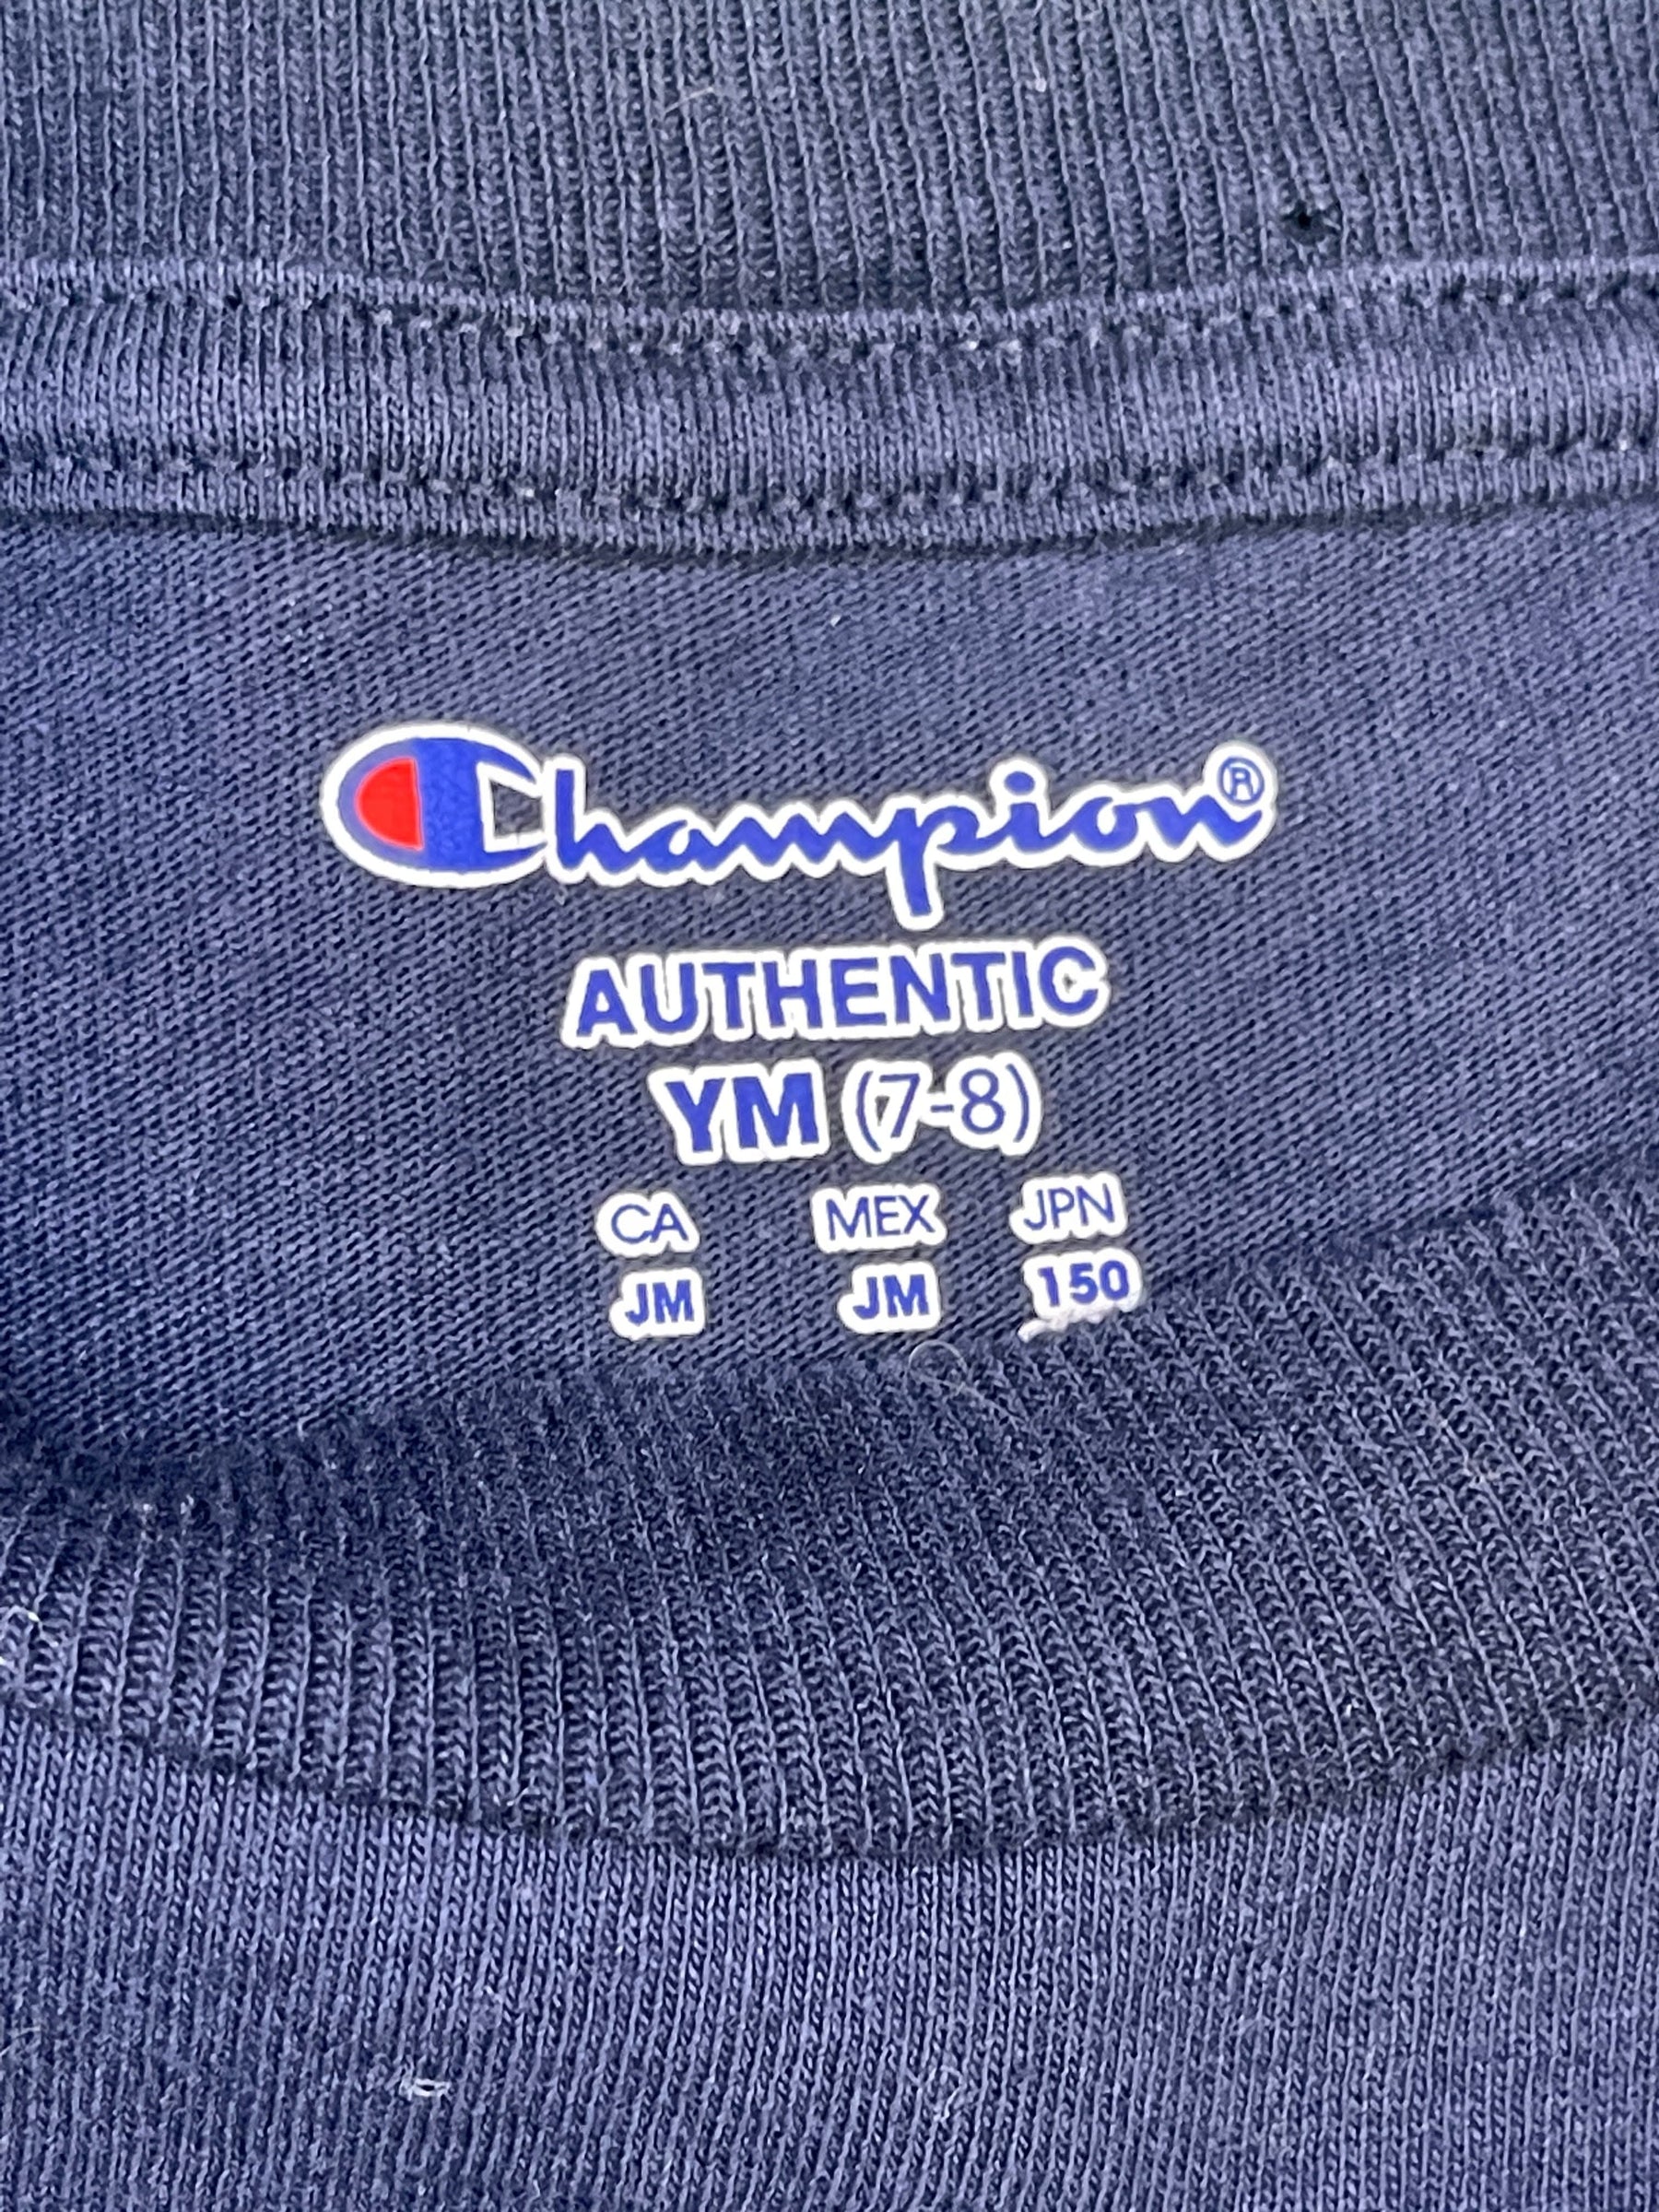 Champion®
AUTHENTIC
YM (7-8)
CA MEX JPN
JM JM 150